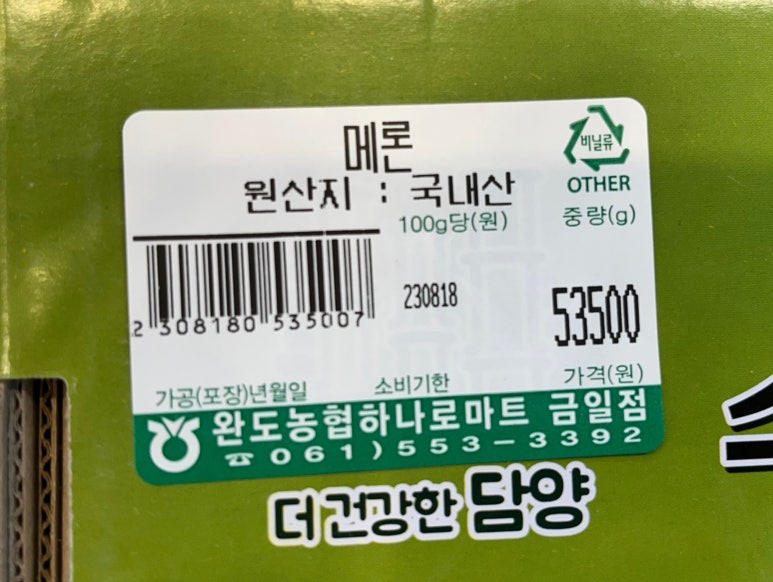 메론
비닐류
OTHER
원산지 : 국내산
100g당(원) 중량(g)
2 308180 535007
230818
53500
가공(포장)년월일 소비기한 가격(원)
완도농협하나로마트 금일점
☎ 061)553-3392
더 건강한 담양